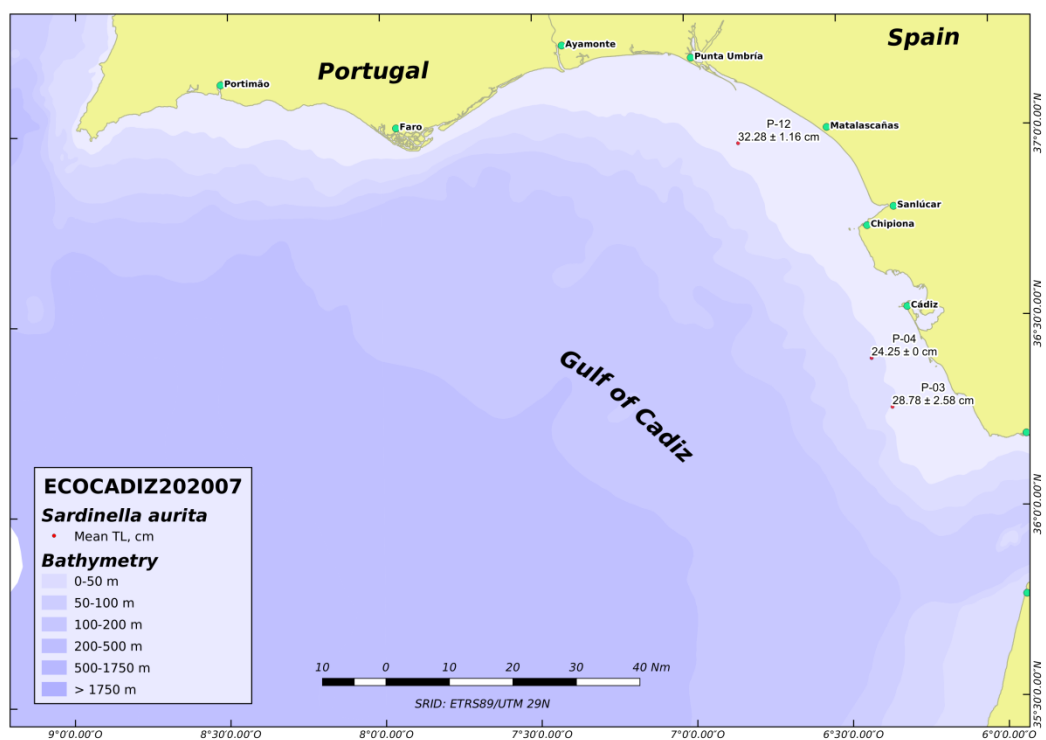 Spain
Portugal
Ayamonte
Punta Umbría
Portimão
Faro
P-12
32.28 ± 1.16 cm
Matalascañas
Sanlúcar
Chipiona
Cádiz
P-04
24.25 ± 0 cm
P-03
28.78 ± 2.58 cm
Gulf of Cadiz
37°0'0.00"N
36°30'0.00"N
36°0'0.00"N
35°30'0.00"N
ECOCADIZ202007
Sardinella aurita
Mean TL, cm
Bathymetry
0-50 m
50-100 m
100-200 m
200-500 m
500-1750 m
> 1750 m
10 0 10 20 30 40 Nm
SRID: ETRS89/UTM 29N
9°0'0.00"O 8°30'0.00"O 8°0'0.00"O 7°30'0.00"O 7°0'0.00"O 6°30'0.00"O 6°0'0.00"O